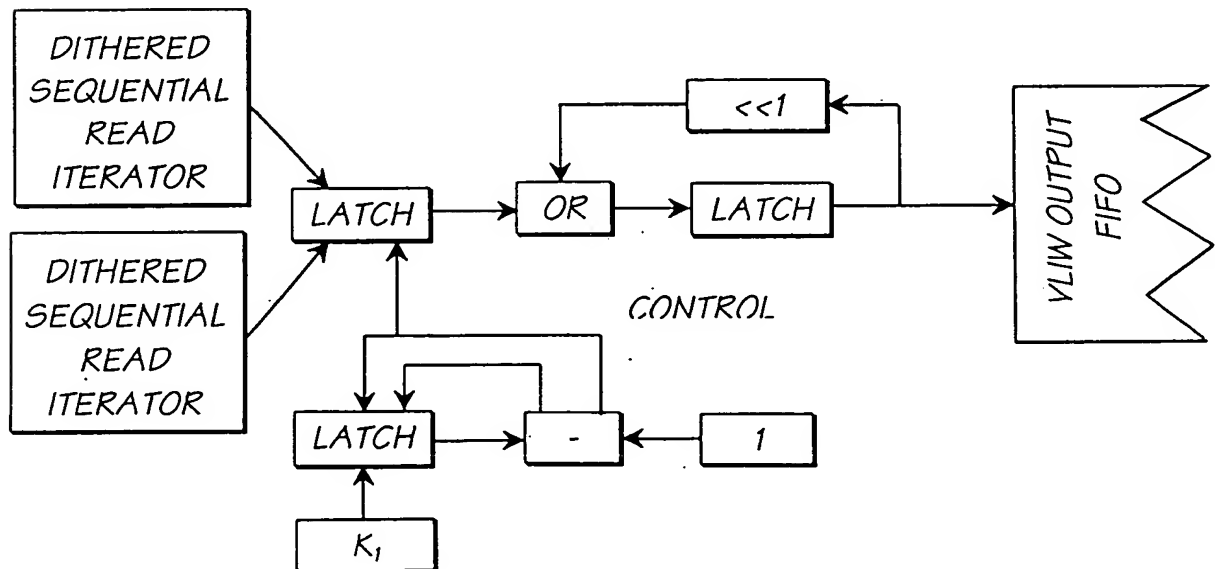 DITHERED
SEQUENTIAL
READ
ITERATOR
DITHERED
SEQUENTIAL
READ
ITERATOR
LATCH
<<1
OR
LATCH
VLIW OUTPUT
FIFO
CONTROL
LATCH
-
1
K₁